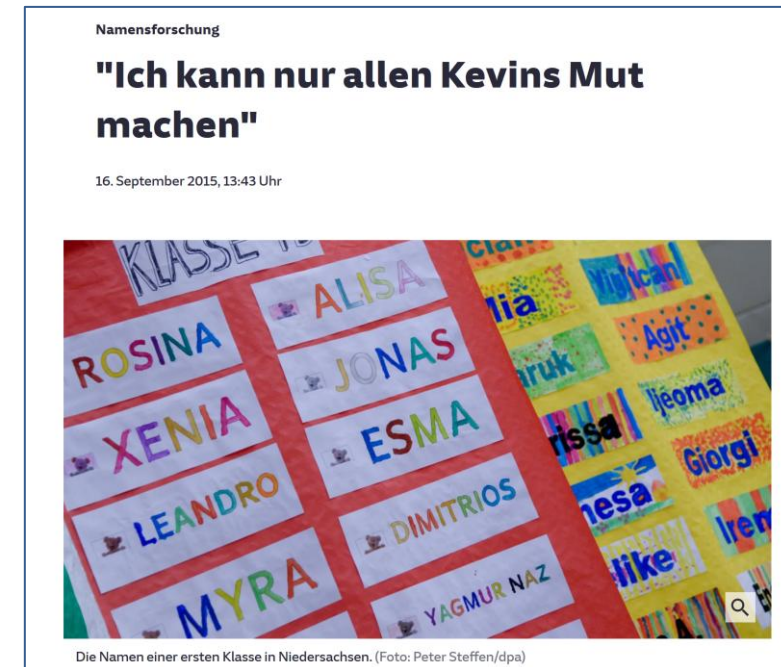 Namensforschung
"Ich kann nur allen Kevins Mut
machen"
16. September 2015, 13:43 Uhr
KLASSE
ROSINA
XENIA
LEANDRO
MYRA
ALISA
JONAS
ESMA
DIMITRIOS
YAGMUR NAZ
Yigitcan
Agit
Ijeoma
Giorgi
Die Namen einer ersten Klasse in Niedersachsen. (Foto: Peter Steffen/dpa)